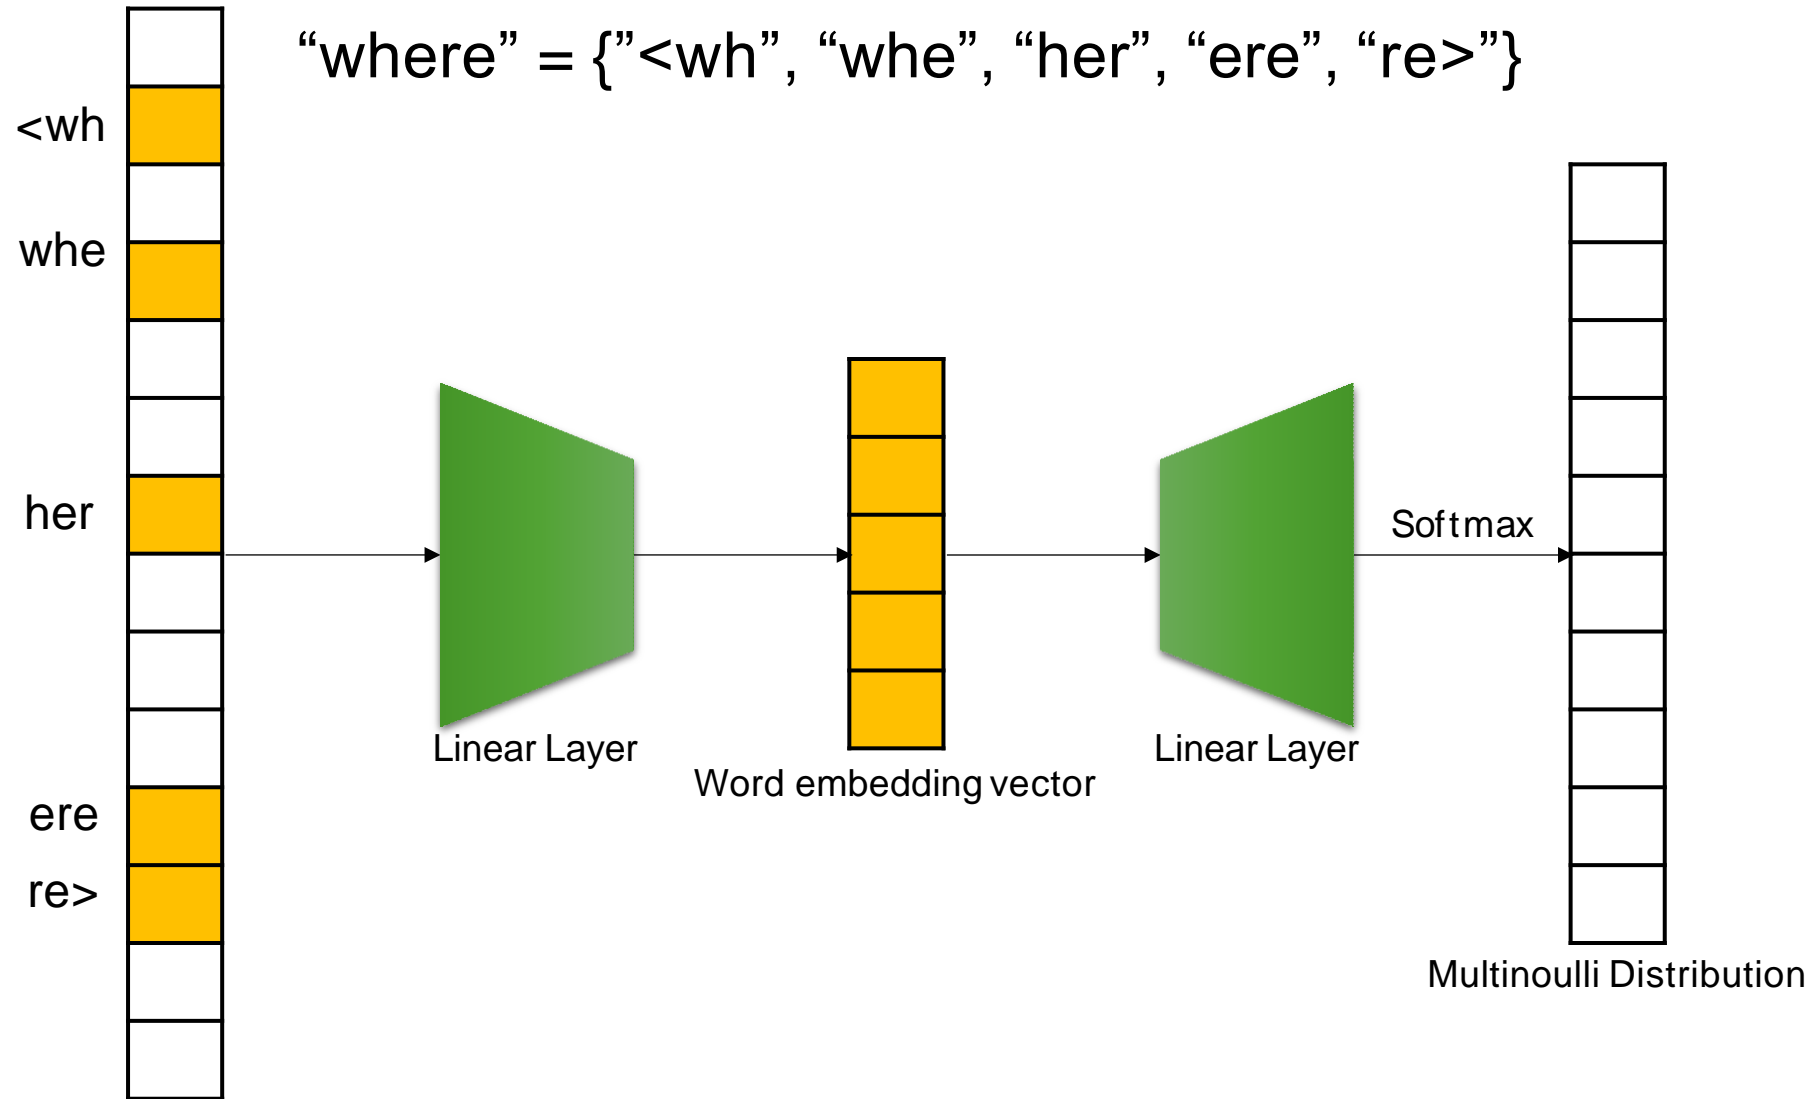 “where” = {”<wh”, “whe”, “her”, “ere”, “re>”}
<wh
whe
her
ere
re>
Linear Layer
Word embedding vector
Linear Layer
Softmax
Multinoulli Distribution